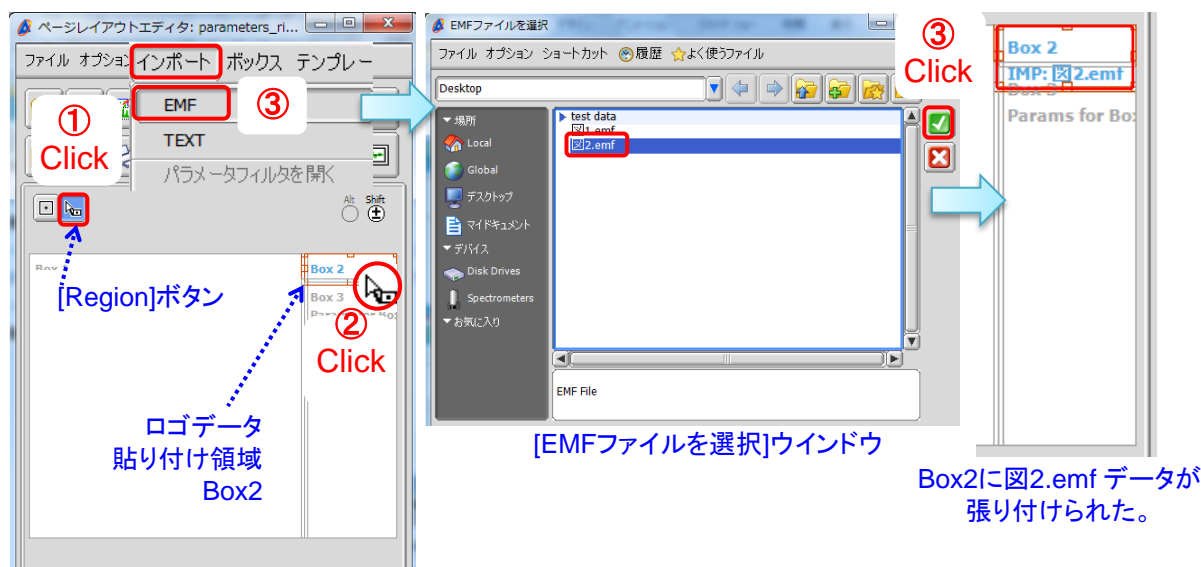 ページレイアウトエディタ: parameters_ri...
ファイル オプション インポート ボックス テンプレー
EMF
③
TEXT
パラメータフィルタを開く
①
Click
Alt Shift
Box 2
Box 3
②
Click
[Region]ボタン
ロゴデータ
貼り付け領域
Box2
EMFファイルを選択
ファイル オプション ショートカット 履歴 よく使うファイル
Desktop
場所
Local
Global
デスクトップ
マイドキュメント
デバイス
Disk Drives
Spectrometers
お気に入り
test data
図1.emf
図2.emf
EMF File
③
Click
[EMFファイルを選択]ウインドウ
Box 2
IMP: 図2.emf
Box 3
Params for Bo
Box2に図2.emf データが
張り付けられた。